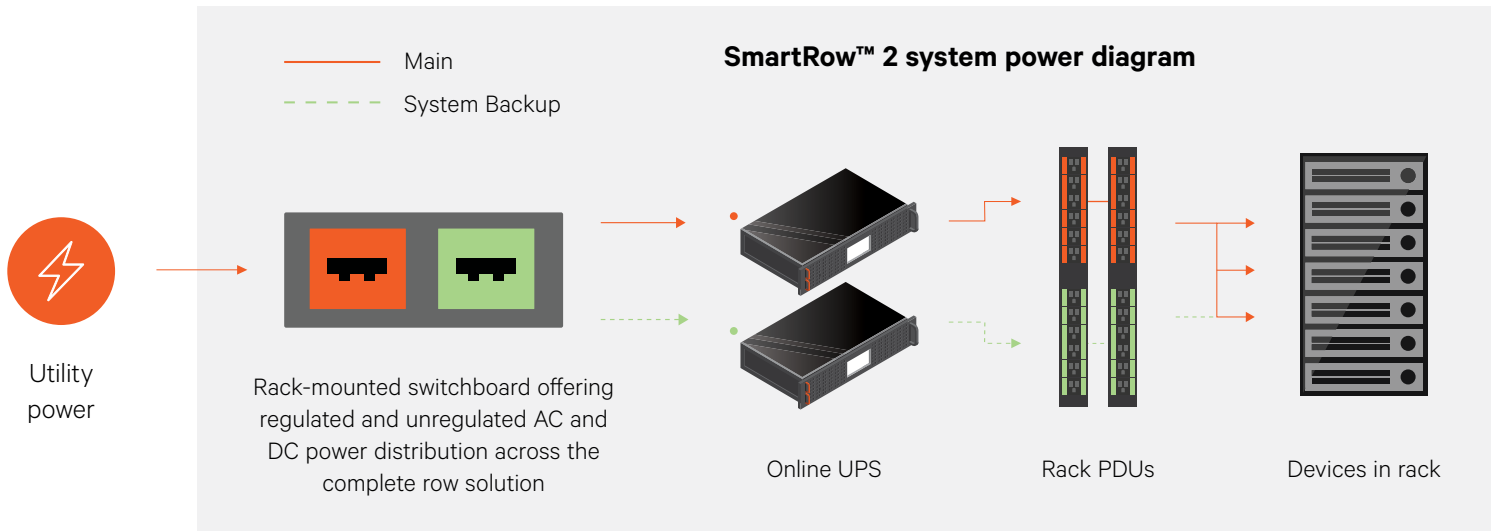 SmartRow™ 2 system power diagram
Main
System Backup
Utility
power
Rack-mounted switchboard offering
regulated and unregulated AC and
DC power distribution across the
complete row solution
Online UPS
Rack PDUs
Devices in rack